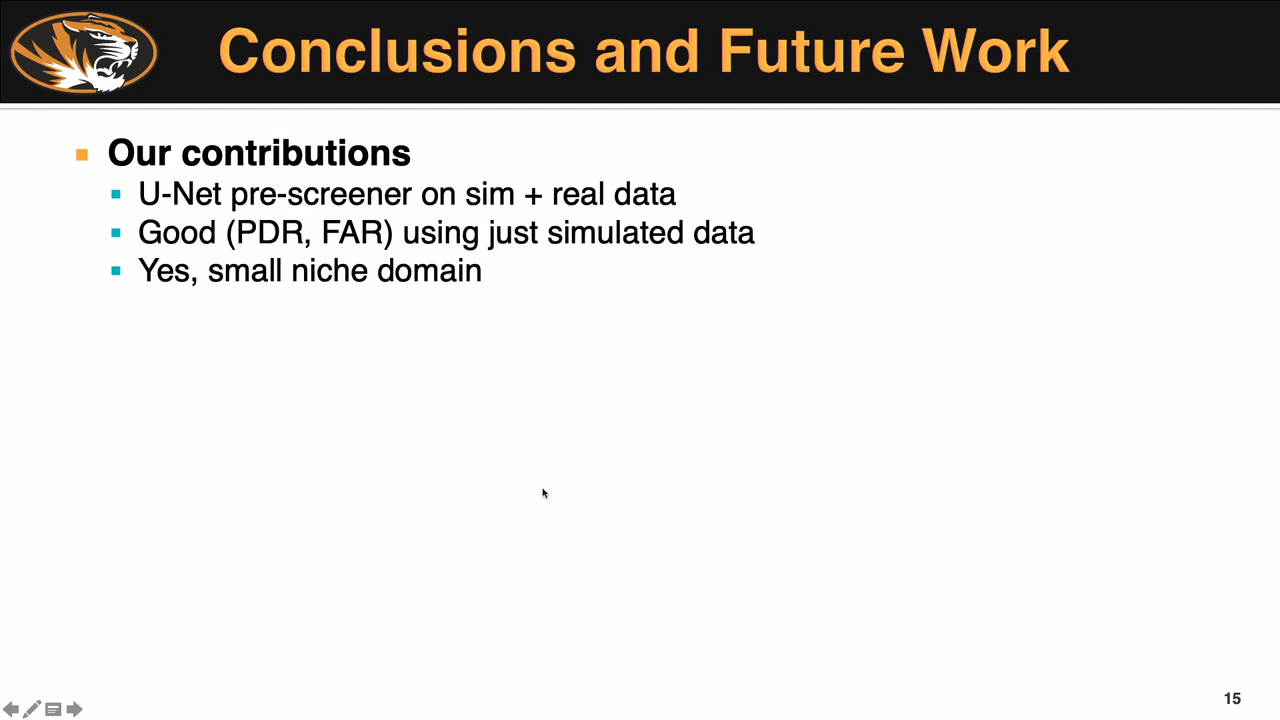 Conclusions and Future Work
Our contributions
U-Net pre-screener on sim + real data
Good (PDR, FAR) using just simulated data
Yes, small niche domain
15